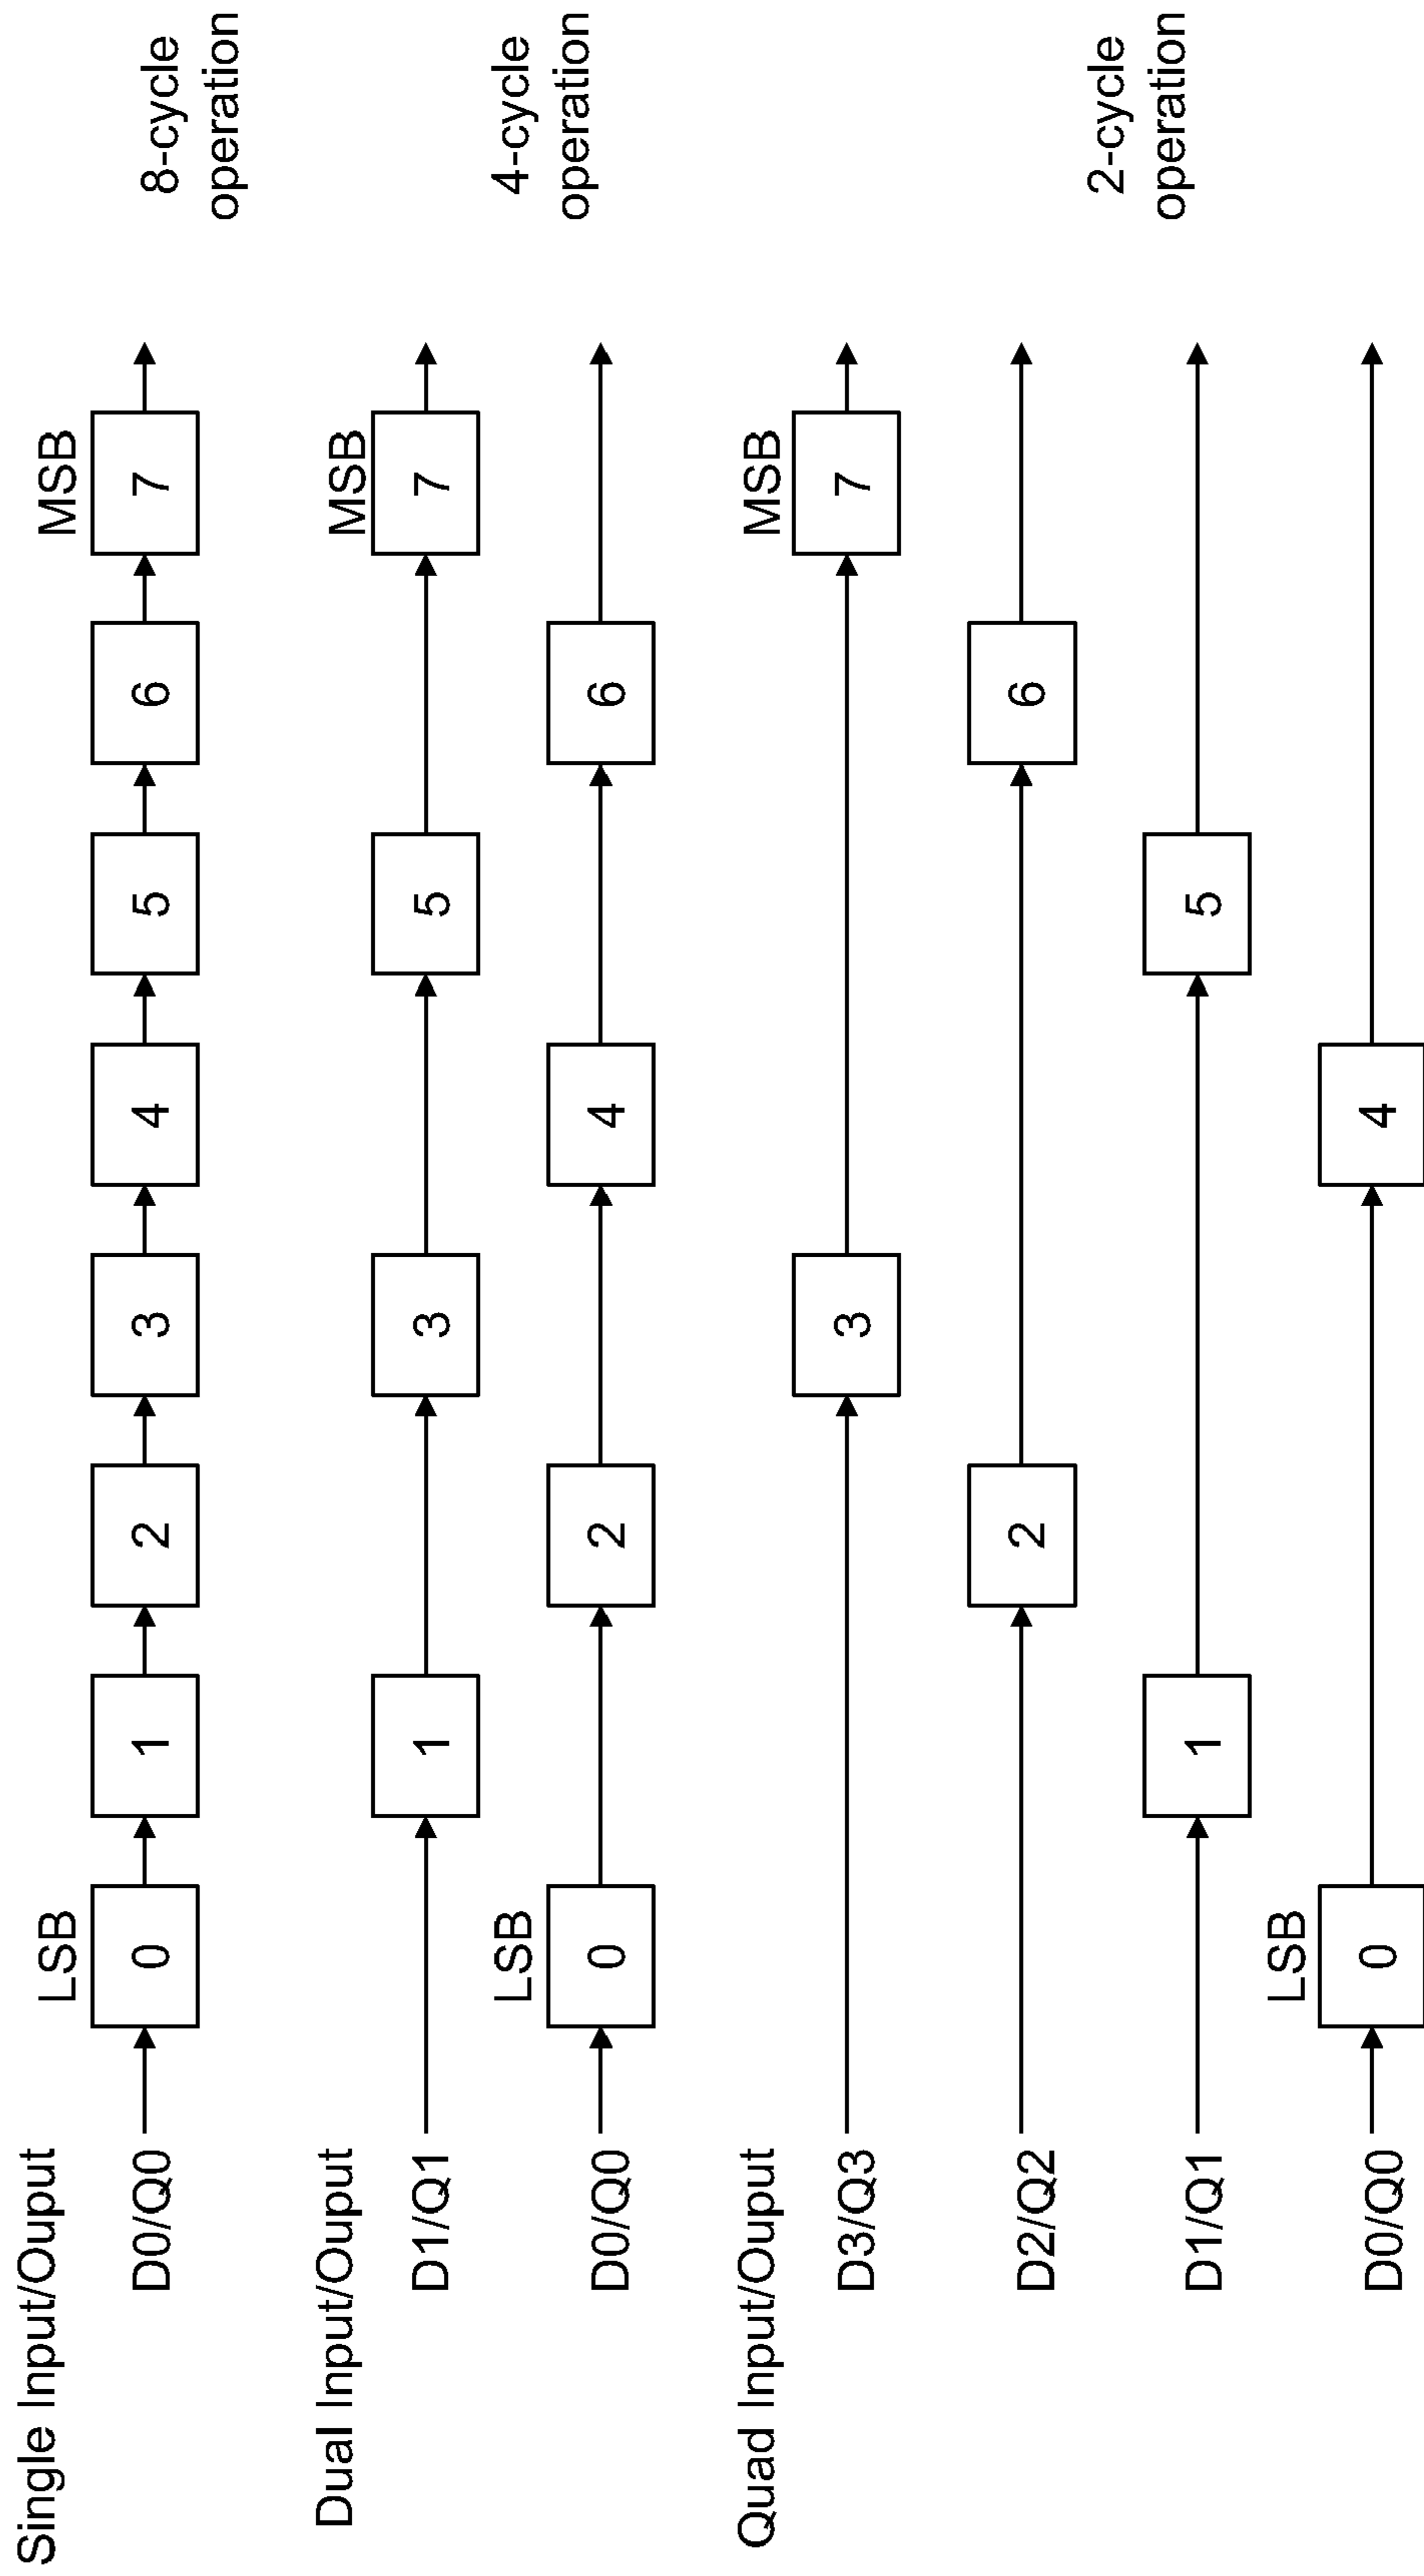 Single Input/Ouput
LSB
MSB
D0/Q0
0
1
2
3
4
5
6
7
8-cycle
operation
Dual Input/Ouput
MSB
D1/Q1
1
3
5
7
4-cycle
operation
LSB
D0/Q0
0
2
4
6
Quad Input/Ouput
MSB
D3/Q3
3
7
D2/Q2
2
6
2-cycle
operation
D1/Q1
1
5
LSB
D0/Q0
0
4